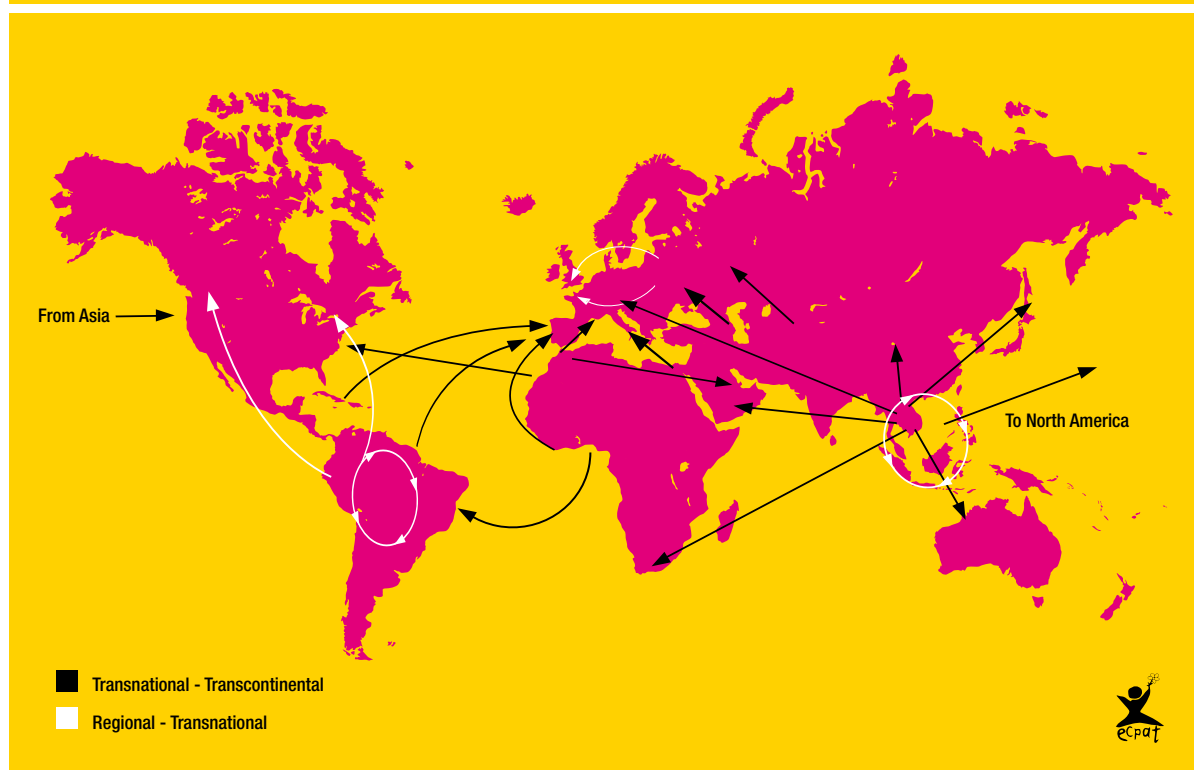 From Asia
To North America
Transnational - Transcontinental
Regional - Transnational
eCpat